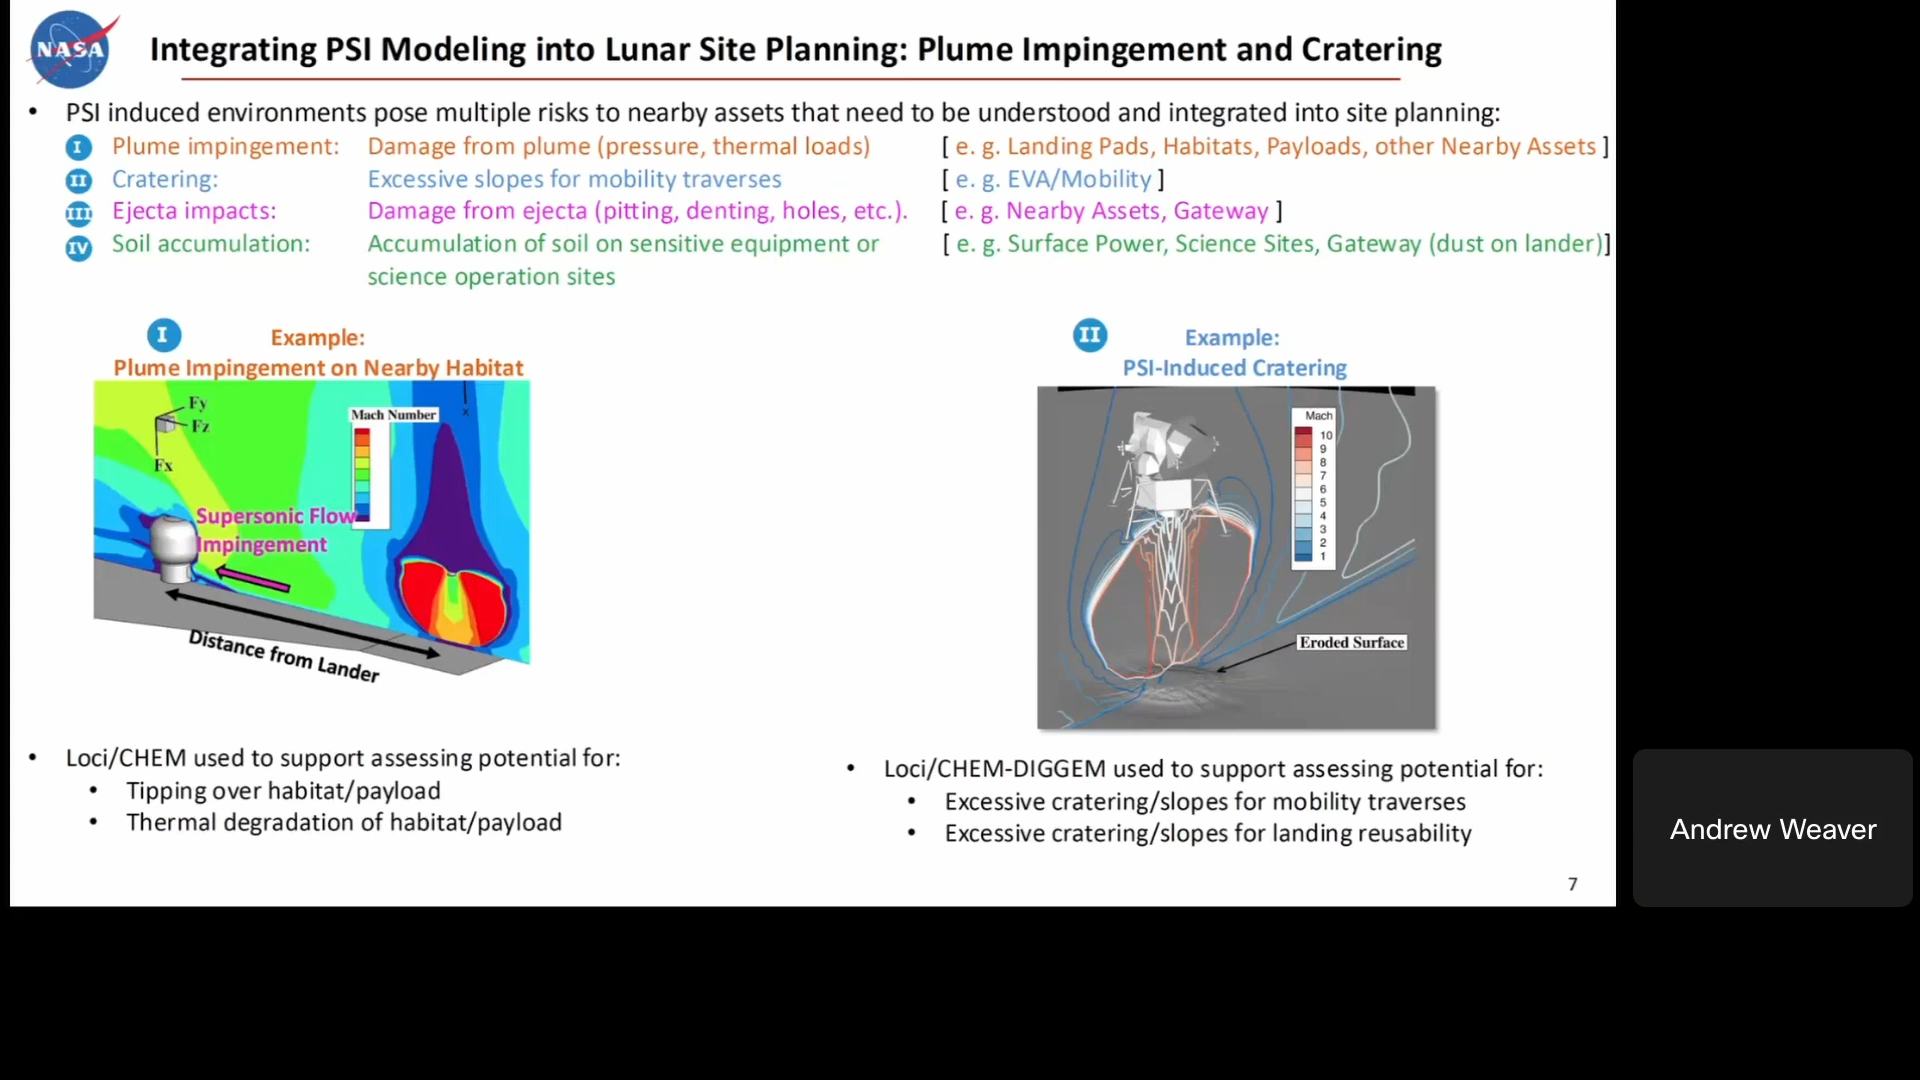 NASA
Integrating PSI Modeling into Lunar Site Planning: Plume Impingement and Cratering
• PSI induced environments pose multiple risks to nearby assets that need to be understood and integrated into site planning:
I Plume impingement: Damage from plume (pressure, thermal loads) [ e. g. Landing Pads, Habitats, Payloads, other Nearby Assets ]
II Cratering: Excessive slopes for mobility traverses [ e. g. EVA/Mobility ]
III Ejecta impacts: Damage from ejecta (pitting, denting, holes, etc.). [ e. g. Nearby Assets, Gateway ]
IV Soil accumulation: Accumulation of soil on sensitive equipment or [ e. g. Surface Power, Science Sites, Gateway (dust on lander)]
science operation sites
I Example:
Plume Impingement on Nearby Habitat
Fy
Fz
Fx
Mach Number
x
Supersonic Flow
Impingement
Distance from Lander
• Loci/CHEM used to support assessing potential for:
• Tipping over habitat/payload
• Thermal degradation of habitat/payload
II Example:
PSI-Induced Cratering
Mach
10
9
8
7
6
5
4
3
2
1
Eroded Surface
• Loci/CHEM-DIGGEM used to support assessing potential for:
• Excessive cratering/slopes for mobility traverses
• Excessive cratering/slopes for landing reusability
7
Andrew Weaver